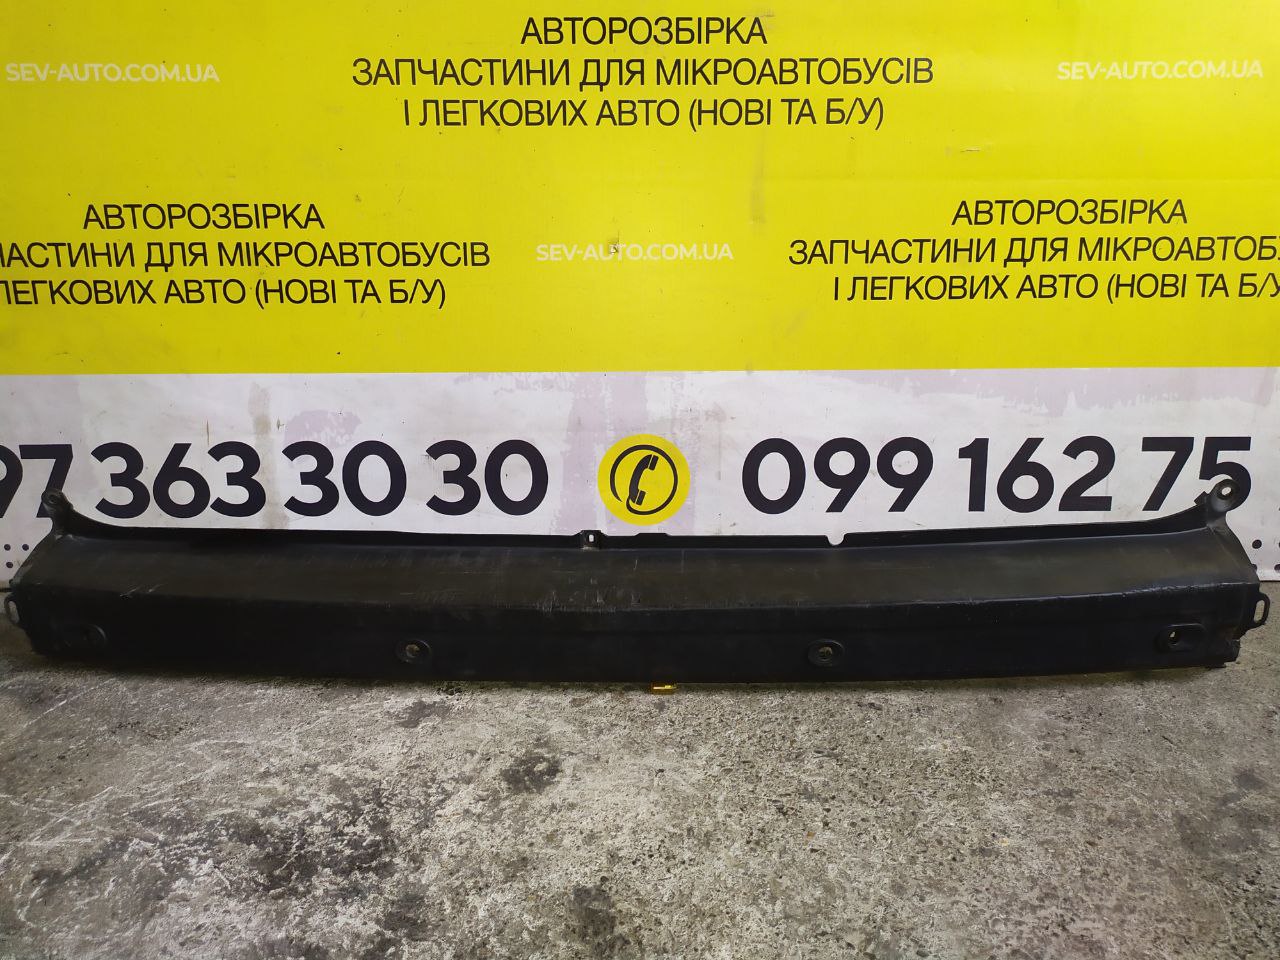 АВТОРОЗБІРКА
ЗАПЧАСТИНИ ДЛЯ МІКРОАВТОБУСІВ
І ЛЕГКОВИХ АВТО (НОВІ ТА Б/У)
SEV-AUTO.COM.UA
SEV-AUTO.COM.UA
АВТОРОЗБІРКА
ЧАСТИНИ ДЛЯ МІКРОАВТОБУСІВ
ЛЕГКОВИХ АВТО (НОВІ ТА Б/У)
SEV-AUTO.COM.UA
АВТОРОЗБІРКА
ЗАПЧАСТИНИ ДЛЯ МІКРОАВТОБУ
І ЛЕГКОВИХ АВТО (НОВІ ТА Б/У
97 363 30 30
099 162 75